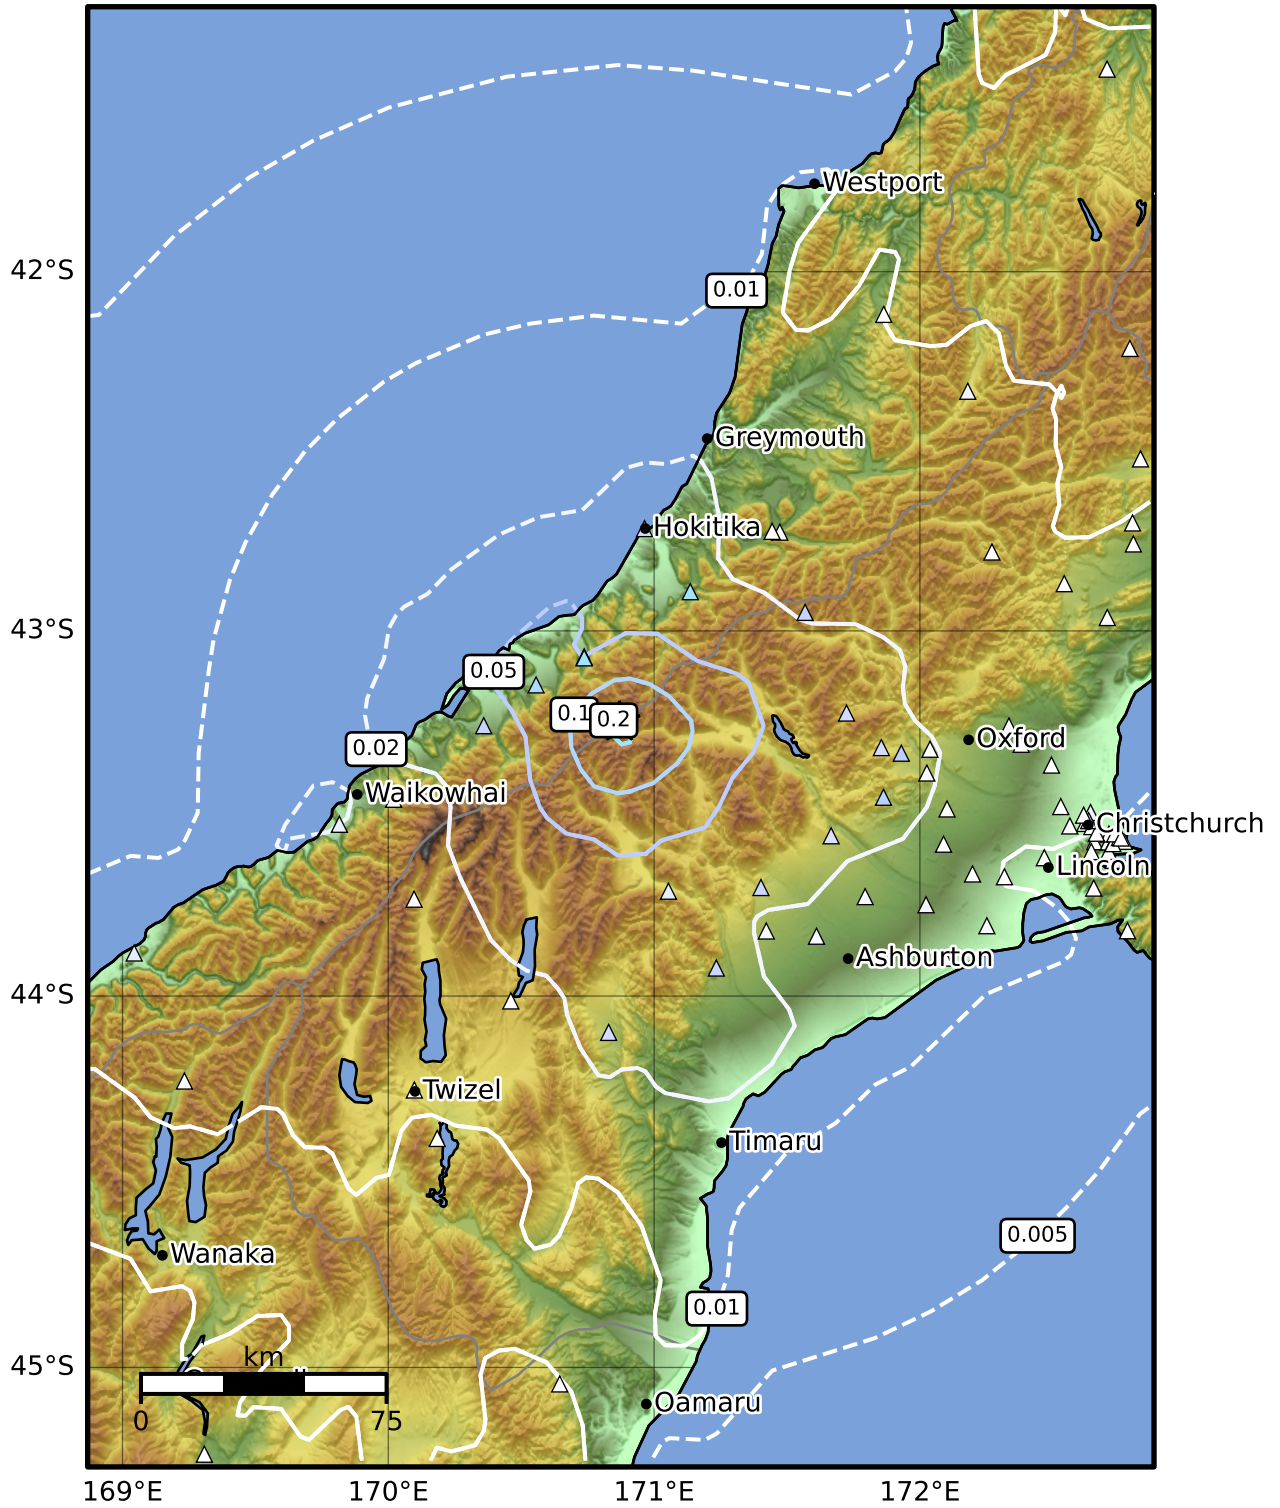 Westport
42°S
0.01
Greymouth
Hokitika
43°S
0.05
0.1
0.2
Oxford
0.02
Waikowhai
Christchurch
Lincoln
Ashburton
44°S
Twizel
Timaru
0.005
Wanaka
0.01
km
45°S
0
75
Oamaru
169°E
170°E
171°E
172°E